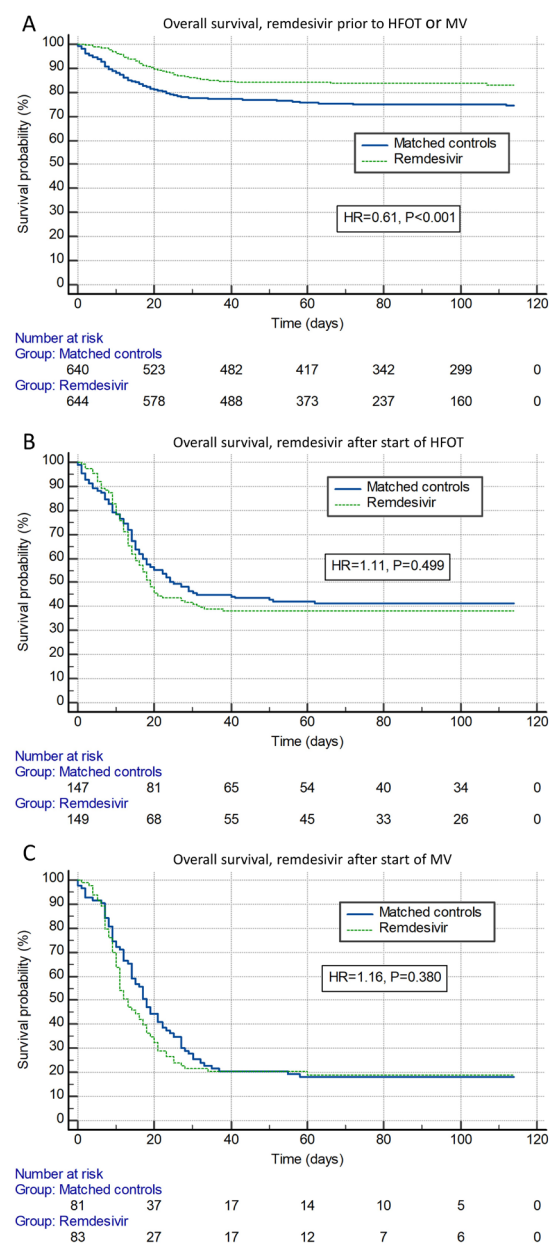 A
Overall survival, remdesivir prior to HFOT or MV
100
90
80
70
60
50
40
30
20
10
0
Survival probability (%)
Matched controls
Remdesivir
HR=0.61, P<0.001
0 20 40 60 80 100 120
Time (days)
Number at risk
Group: Matched controls
640 523 482 417 342 299 0
Group: Remdesivir
644 578 488 373 237 160 0
B
Overall survival, remdesivir after start of HFOT
100
90
80
70
60
50
40
30
20
10
0
Survival probability (%)
Matched controls
Remdesivir
HR=1.11, P=0.499
0 20 40 60 80 100 120
Time (days)
Number at risk
Group: Matched controls
147 81 65 54 40 34 0
Group: Remdesivir
149 68 55 45 33 26 0
C
Overall survival, remdesivir after start of MV
100
90
80
70
60
50
40
30
20
10
0
Survival probability (%)
Matched controls
Remdesivir
HR=1.16, P=0.380
0 20 40 60 80 100 120
Time (days)
Number at risk
Group: Matched controls
81 37 17 14 10 5 0
Group: Remdesivir
83 27 17 12 7 6 0